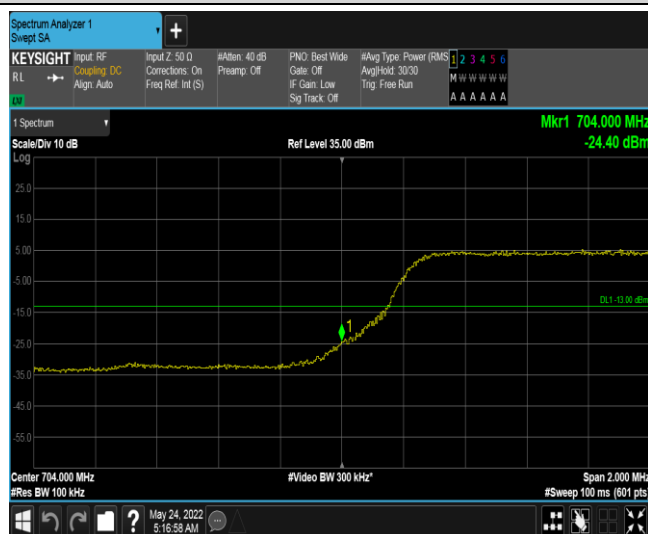 Spectrum Analyzer 1
Swept SA
+
KEYSIGHT Input: RF Input Z: 50 Ω #Atten: 40 dB PNO: Best Wide #Avg Type: Power (RMS 1 2 3 4 5 6
R L Coupling: DC Corrections: On Preamp: Off Gate: Off Avg|Hold: 30/30 M W W W W W
Align: Auto Freq Ref: Int (S) IF Gain: Low Trig: Free Run
Sig Track: Off A A A A A A
LXI
1 Spectrum Mkr1 704.000 MHz
Scale/Div 10 dB Ref Level 35.00 dBm -24.40 dBm
Log
25.0
15.0
5.00
-5.00
DL1 -13.00 dBm
-15.0
1
-25.0
-35.0
-45.0
-55.0
Center 704.000 MHz #Video BW 300 kHz* Span 2.000 MHz
#Res BW 100 kHz #Sweep 100 ms (601 pts)
? May 24, 2022
5:16:58 AM